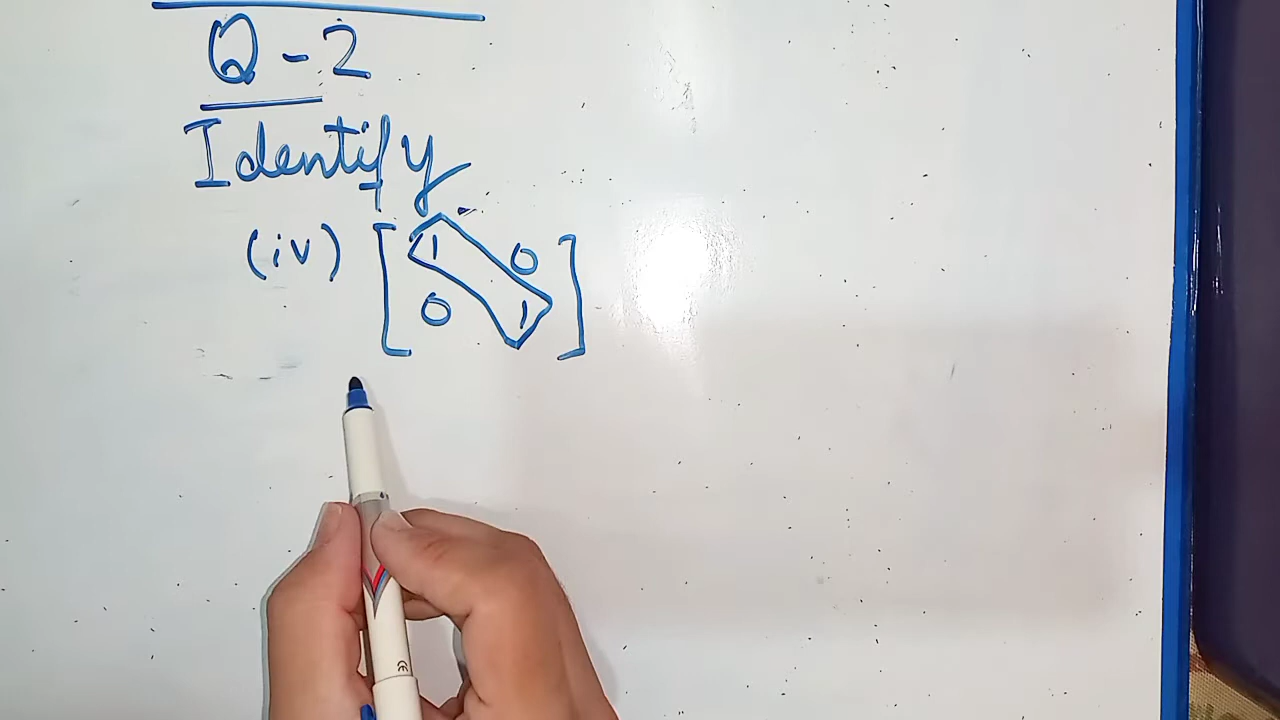 Q - 2
Identify
(iv) [ 1 0
0 1 ]